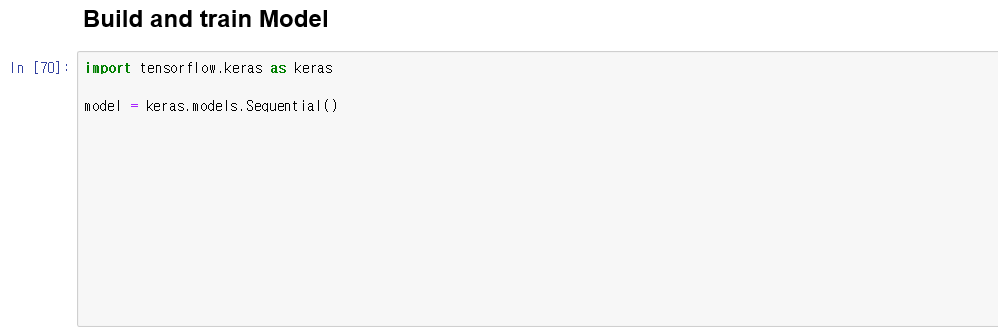 Build and train Model
In [70]:
import tensorflow.keras as keras
model = keras.models.Sequential()